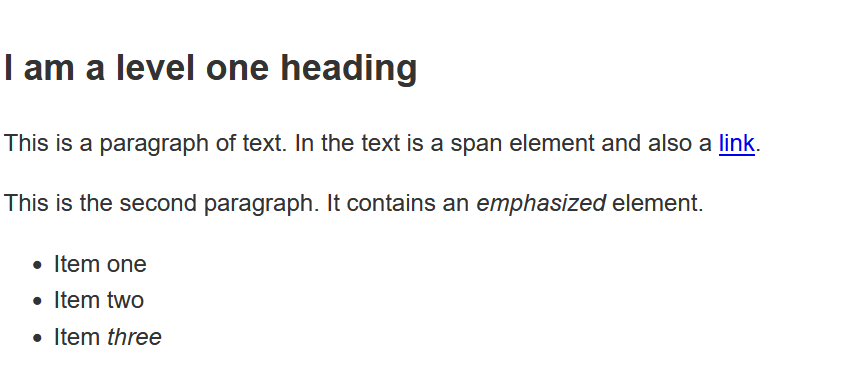 I am a level one heading
This is a paragraph of text. In the text is a span element and also a link.
This is the second paragraph. It contains an emphasized element.
• Item one
• Item two
• Item three